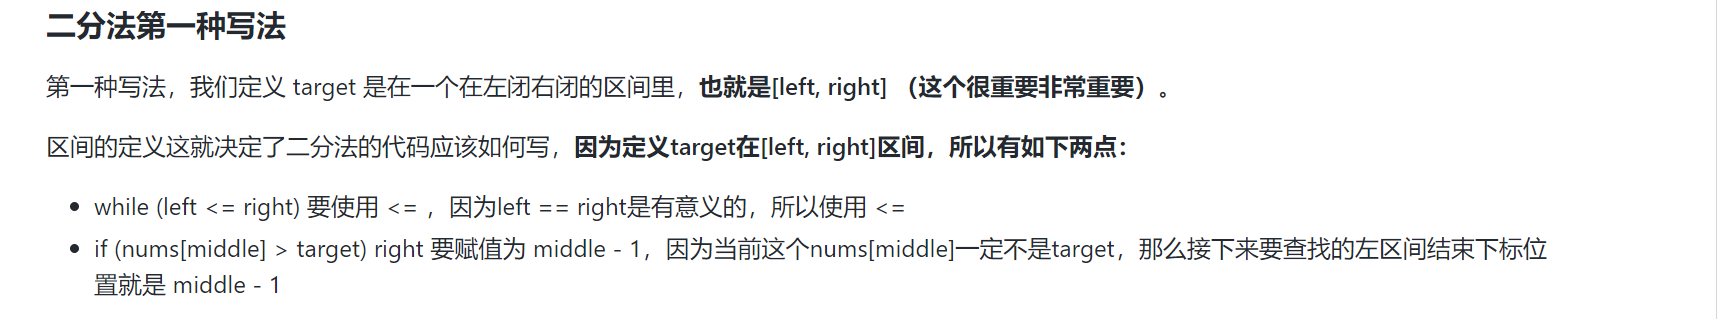 二分法第一种写法
第一种写法，我们定义 target 是在一个在左闭右闭的区间里，也就是[left, right] （这个很重要非常重要）。
区间的定义这就决定了二分法的代码应该如何写，因为定义target在[left, right]区间，所以有如下两点：
• while (left <= right) 要使用 <= ，因为left == right是有意义的，所以使用 <=
• if (nums[middle] > target) right 要赋值为 middle - 1，因为当前这个nums[middle]一定不是target，那么接下来要查找的左区间结束下标位
置就是 middle - 1